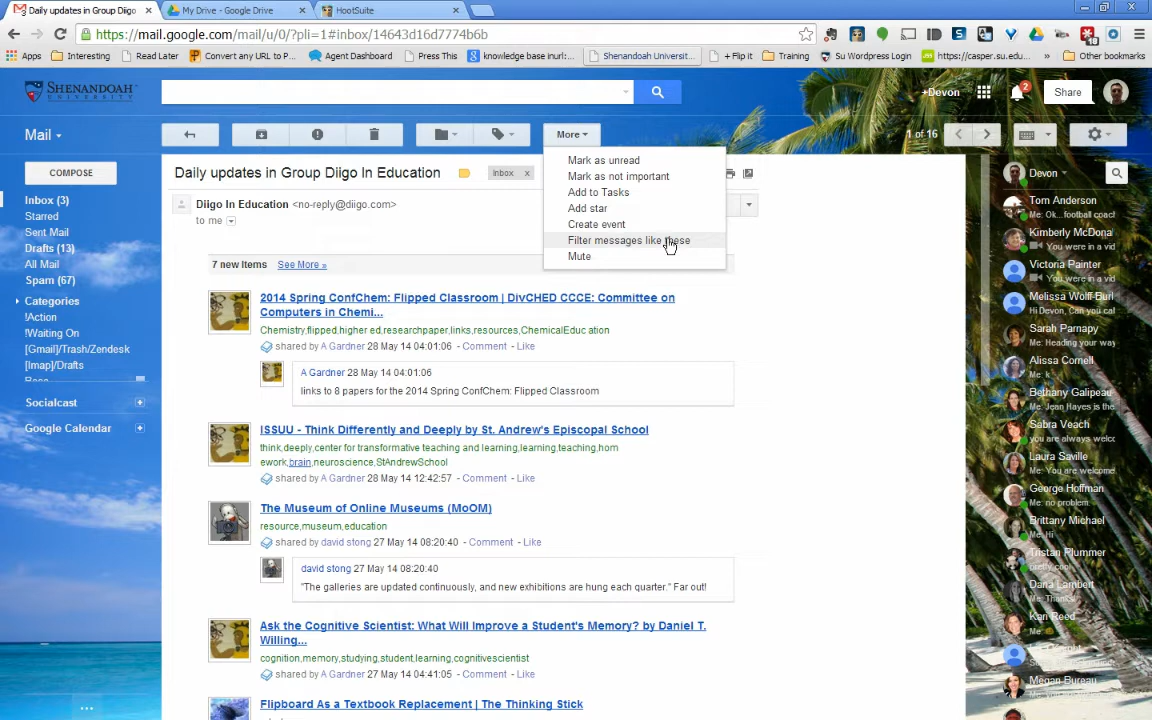 Daily updates in Group Diigo
My Drive - Google Drive
HootSuite
https://mail.google.com/mail/u/0/?pli=1#inbox/14643d16d7774b6b
Apps
Interesting
Read Later
Convert any URL to P...
Agent Dashboard
Press This
knowledge base inurl:...
Shenandoah Universit...
+ Flip it
Training
Su Wordpress Login
https://casper.su.edu...
»
Other bookmarks
SHENANDOAH
UNIVERSITY
+Devon
2
Share
Mail
More
1 of 16
COMPOSE
Daily updates in Group Diigo In Education
Inbox x
Mark as unread
Mark as not important
Add to Tasks
Add star
Create event
Filter messages like these
Mute
Diigo In Education <no-reply@diigo.com>
to me
Inbox (3)
Starred
Sent Mail
Drafts (13)
All Mail
Spam (67)
Categories
!Action
!Waiting On
[Gmail]/Trash/Zendesk
[Imap]/Drafts
Socialcast
Google Calendar
7 new Items See More »
2014 Spring ConfChem: Flipped Classroom | DivCHED CCCE: Committee on
Computers in Chemi...
Chemistry,flipped,higher ed,researchpaper,links,resources,ChemicalEduc ation
shared by A Gardner 28 May 14 04:01:06 - Comment - Like
A Gardner 28 May 14 04:01:06
links to 8 papers for the 2014 Spring ConfChem: Flipped Classroom
ISSUU - Think Differently and Deeply by St. Andrew's Episcopal School
think,deeply,center for transformative teaching and learning,learning,teaching,hom
ework,brain,neuroscience,StAndrewSchool
shared by A Gardner 28 May 14 12:42:57 - Comment - Like
The Museum of Online Museums (MoOM)
resource,museum,education
shared by david stong 27 May 14 08:20:40 - Comment - Like
david stong 27 May 14 08:20:40
"The galleries are updated continuously, and new exhibitions are hung each quarter." Far out!
Ask the Cognitive Scientist: What Will Improve a Student's Memory? by Daniel T.
Willing...
cognition,memory,studying,student,learning,cognitivescientist
shared by A Gardner 27 May 14 04:41:05 - Comment - Like
Flipboard As a Textbook Replacement | The Thinking Stick
Devon
Tom Anderson
Me: Ok...football coach
Kimberly McDona
You were in a vid
Victoria Painter
You were in a vid
Melissa Wolff-Burl
Hi Devon, Can you cal
Sarah Parnapy
Me: Heading your way
Alissa Cornell
Me: k
Bethany Galipeau
Me: Jean Hayes is the
Sabra Veach
you are always welco
Laura Saville
Me: You are welcome
George Hoffman
Me: no problem
Brittany Michael
Me: Hi
Tristan Plummer
pretty cool
Dana Lambert
Me: Thanks!
Kari Reed
Me:
Megan Bureau